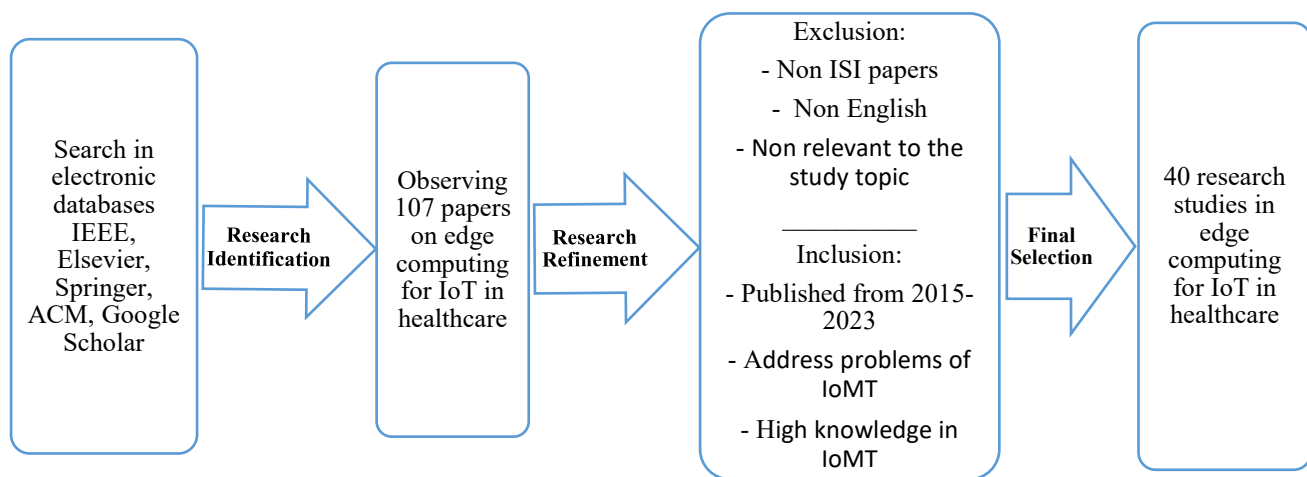 Search in
electronic
databases
IEEE,
Elsevier,
Springer,
ACM, Google
Scholar
Research
Identification
Observing
107 papers
on edge
computing
for IoT in
healthcare
Research
Refinement
Exclusion:
- Non ISI papers
- Non English
- Non relevant to the
study topic
___________
Inclusion:
- Published from 2015-
2023
- Address problems of
IoMT
- High knowledge in
IoMT
Final
Selection
40 research
studies in
edge
computing
for IoT in
healthcare